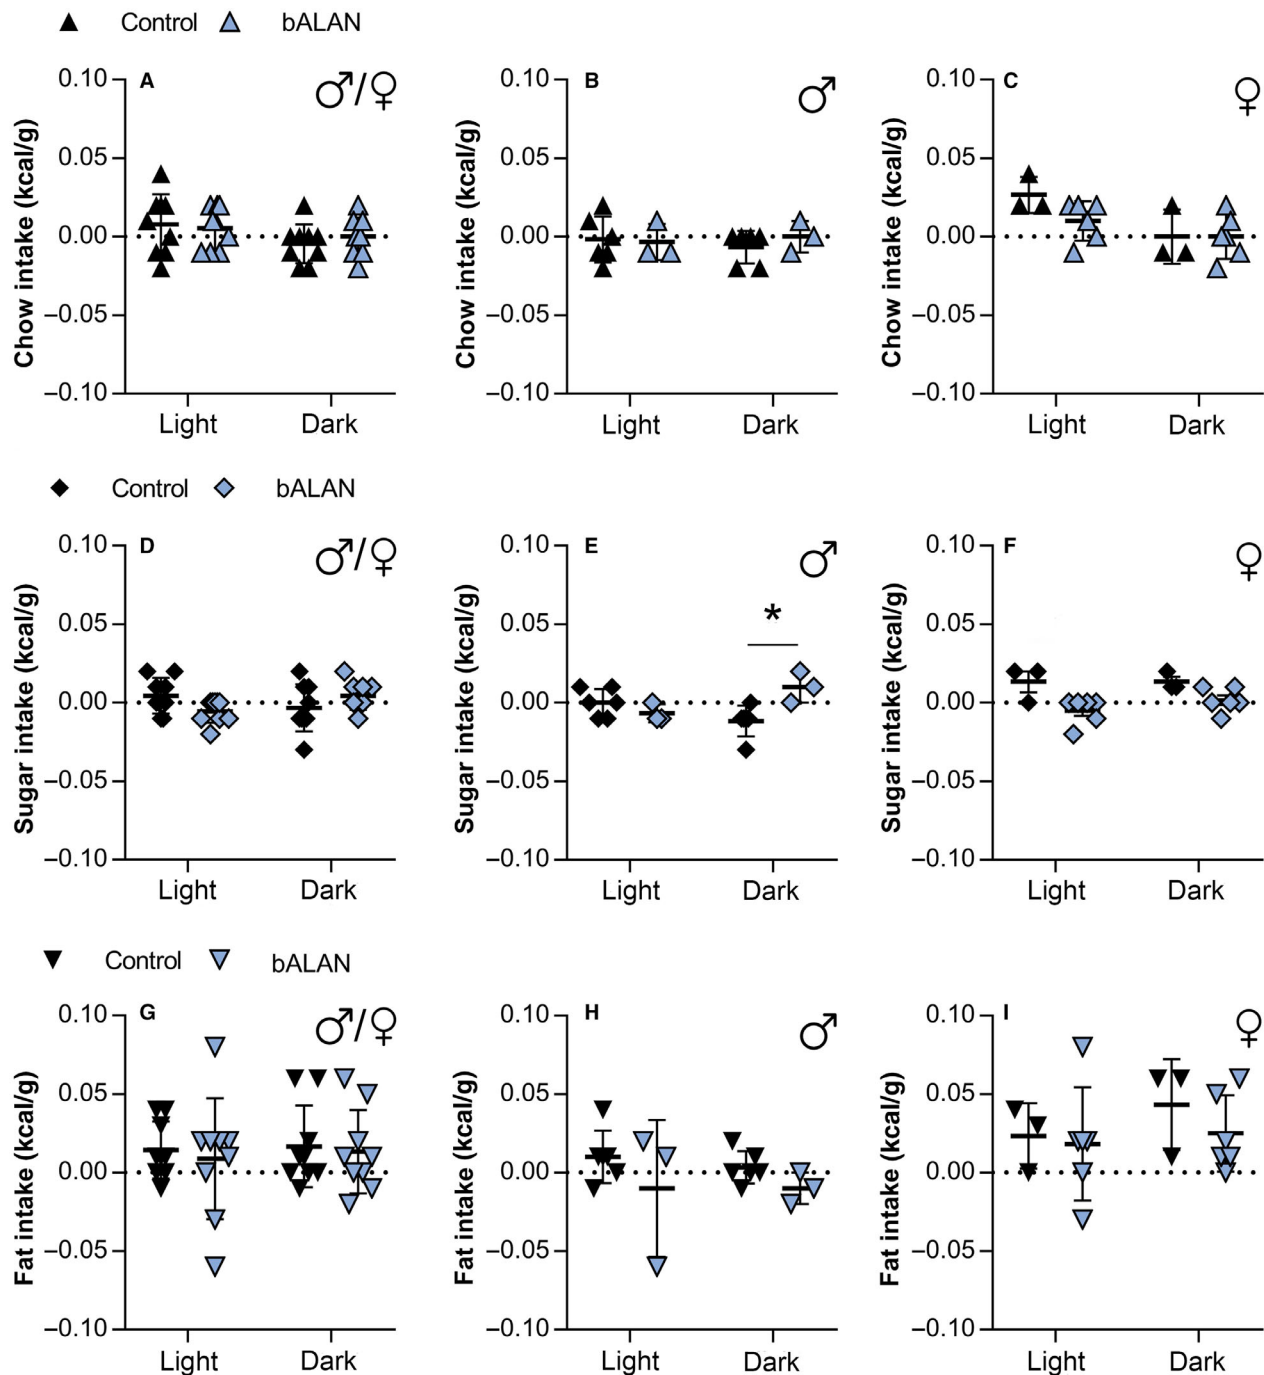 Control bALAN
A ♂/♀
0.10
0.05
0.00
−0.05
−0.10
Chow intake (kcal/g)
Light Dark
B ♂
0.10
0.05
0.00
−0.05
−0.10
Chow intake (kcal/g)
Light Dark
C ♀
0.10
0.05
0.00
−0.05
−0.10
Chow intake (kcal/g)
Light Dark
Control bALAN
D ♂/♀
0.10
0.05
0.00
−0.05
−0.10
Sugar intake (kcal/g)
Light Dark
E ♂
0.10
0.05
0.00
−0.05
−0.10
Sugar intake (kcal/g)
*
Light Dark
F ♀
0.10
0.05
0.00
−0.05
−0.10
Sugar intake (kcal/g)
Light Dark
Control bALAN
G ♂/♀
0.10
0.05
0.00
−0.05
−0.10
Fat intake (kcal/g)
Light Dark
H ♂
0.10
0.05
0.00
−0.05
−0.10
Fat intake (kcal/g)
Light Dark
I ♀
0.10
0.05
0.00
−0.05
−0.10
Fat intake (kcal/g)
Light Dark